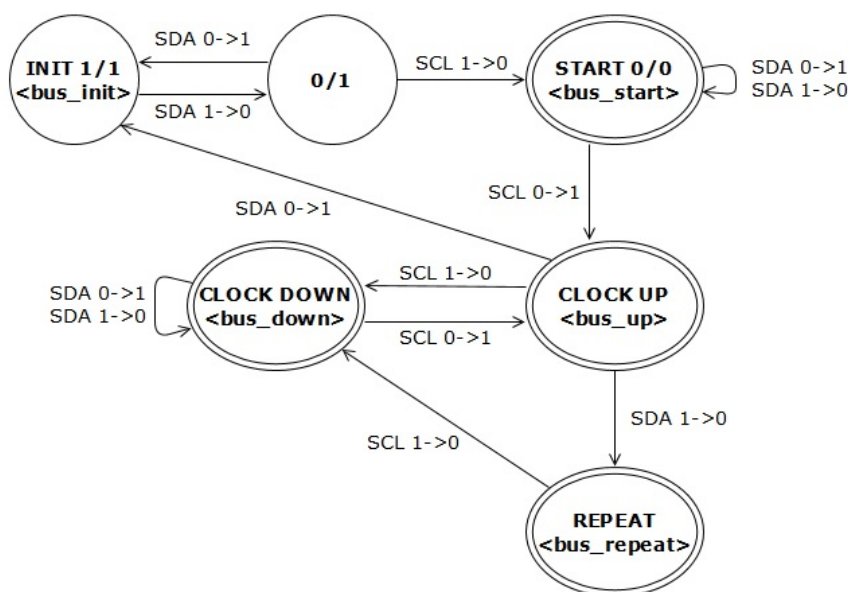 SDA 0->1
INIT 1/1
<bus_init>
SDA 1->0
0/1
SCL 1->0
START 0/0
<bus_start>
SDA 0->1
SDA 1->0
SCL 0->1
SDA 0->1
SDA 0->1
SDA 1->0
CLOCK DOWN
<bus_down>
SCL 1->0
SCL 0->1
CLOCK UP
<bus_up>
SDA 1->0
SCL 1->0
REPEAT
<bus_repeat>